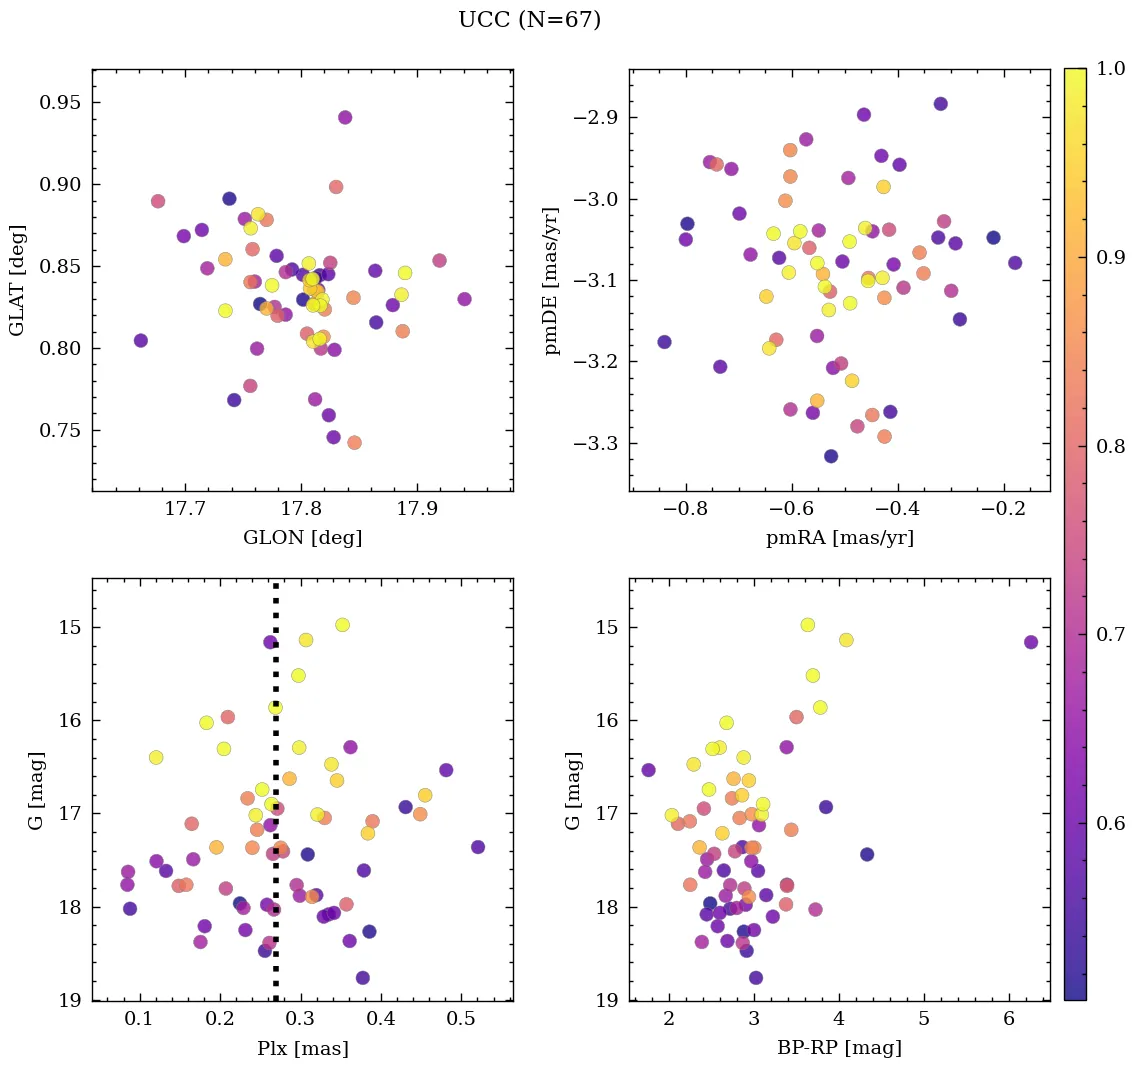 UCC (N=67)
0.95
0.90
0.85
0.80
0.75
GLAT [deg]
17.7 17.8 17.9
GLON [deg]
−2.9
−3.0
−3.1
−3.2
−3.3
pmDE [mas/yr]
−0.8 −0.6 −0.4 −0.2
pmRA [mas/yr]
1.0
0.9
0.8
0.7
0.6
15
16
17
18
19
G [mag]
0.1 0.2 0.3 0.4 0.5
Plx [mas]
15
16
17
18
19
G [mag]
2 3 4 5 6
BP-RP [mag]